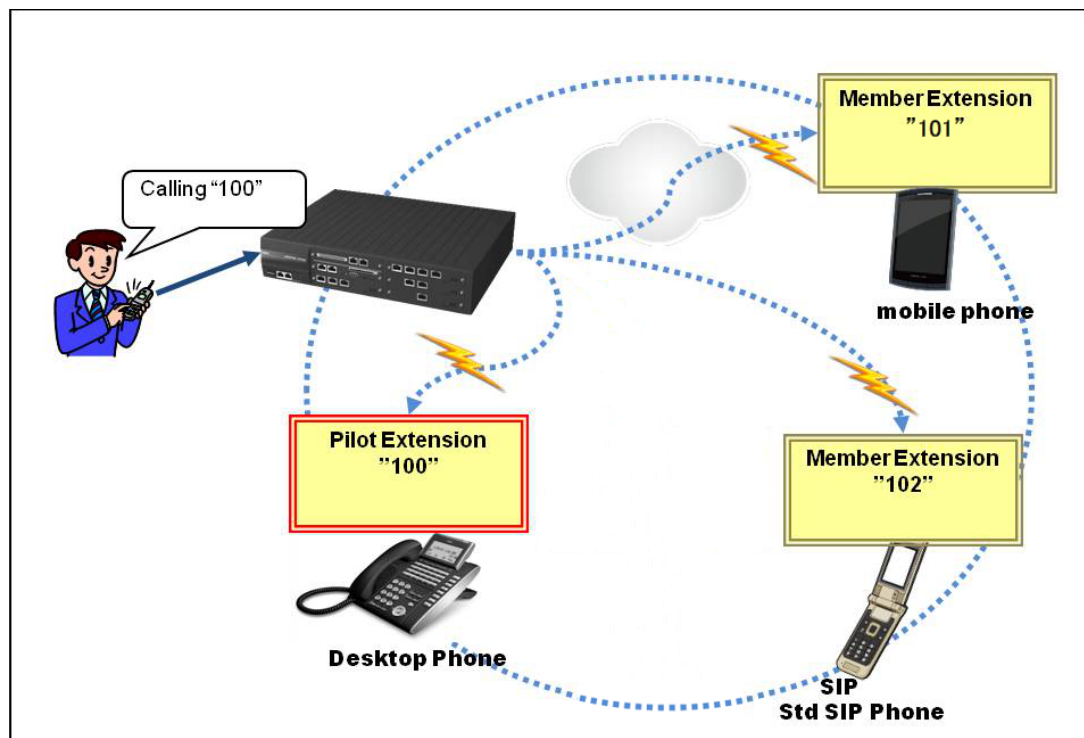 Calling “100”
Member Extension
"101"
mobile phone
Pilot Extension
”100”
Desktop Phone
Member Extension
”102”
SIP
Std SIP Phone